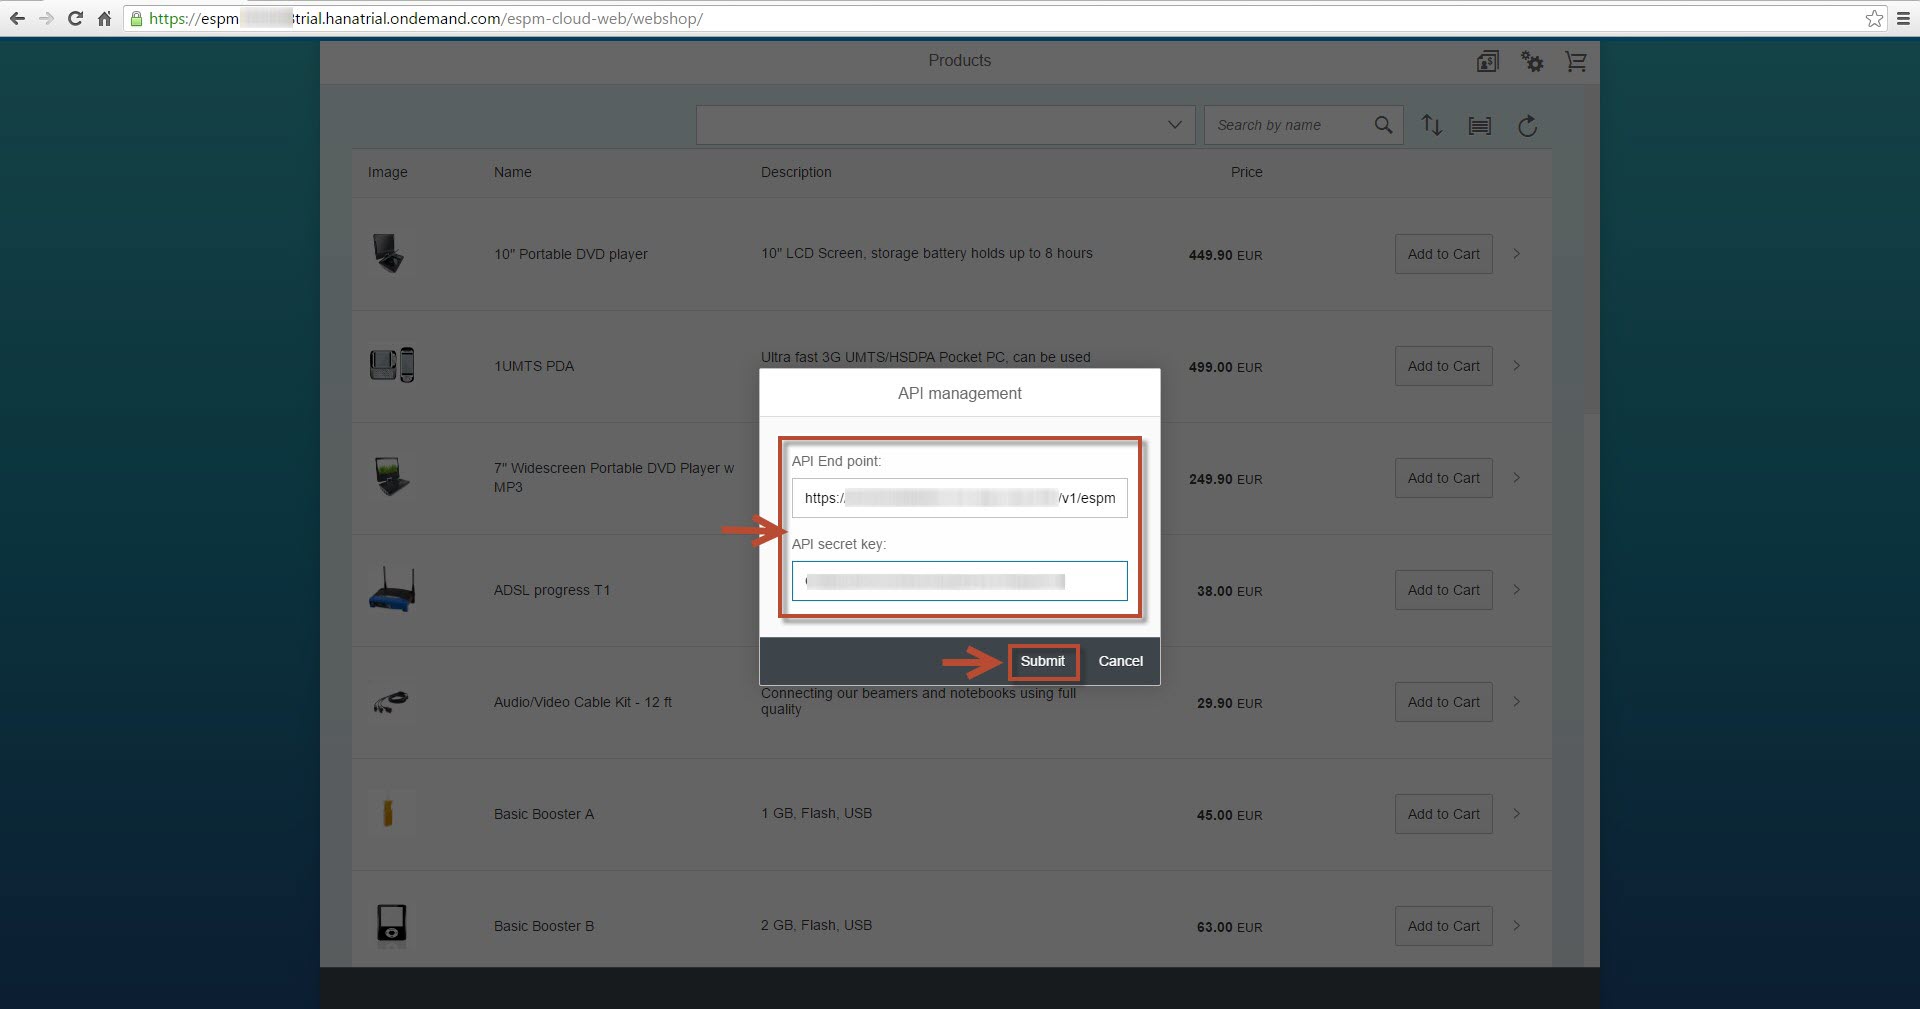 https://espm trial.hanatrial.ondemand.com/espm-cloud-web/webshop/
Products
Search by name
Image Name Description Price
10" Portable DVD player 10" LCD Screen, storage battery holds up to 8 hours 449.90 EUR Add to Cart
Ultra fast 3G UMTS/HSDPA Pocket PC, can be used
1UMTS PDA 499.00 EUR Add to Cart
API management
7" Widescreen Portable DVD Player w
MP3
249.90 EUR Add to Cart
API End point:
https:/ /v1/espm
API secret key:
ADSL progress T1 38.00 EUR Add to Cart
Submit Cancel
Connecting our beamers and notebooks using full
quality
Audio/Video Cable Kit - 12 ft 29.90 EUR Add to Cart
Basic Booster A 1 GB, Flash, USB 45.00 EUR Add to Cart
Basic Booster B 2 GB, Flash, USB 63.00 EUR Add to Cart